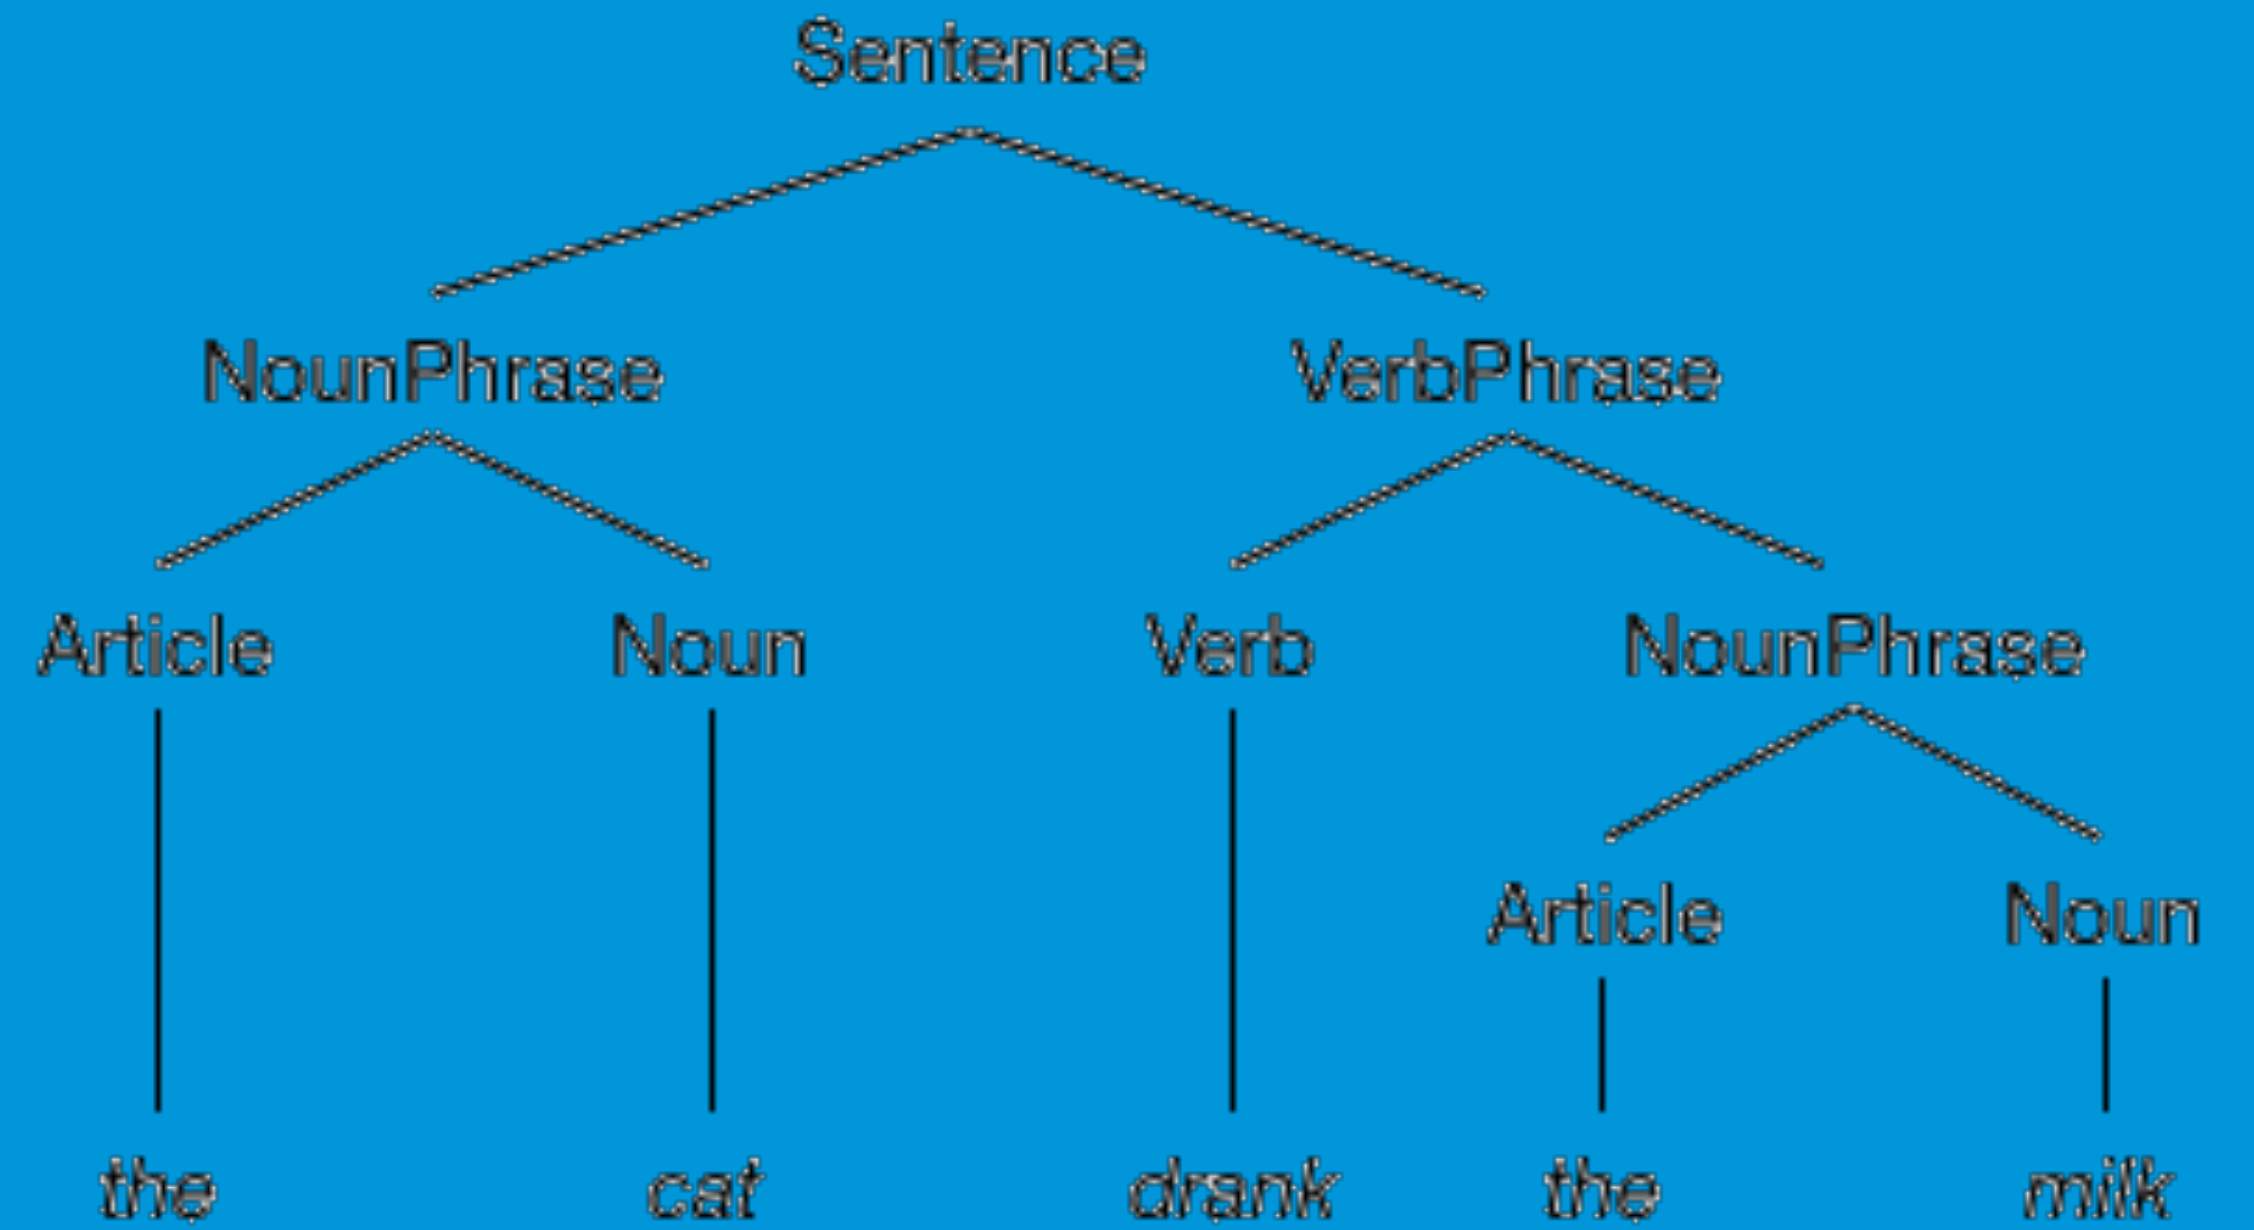 Sentence
NounPhrase VerbPhrase
Article Noun Verb NounPhrase
Article Noun
the cat drank the milk